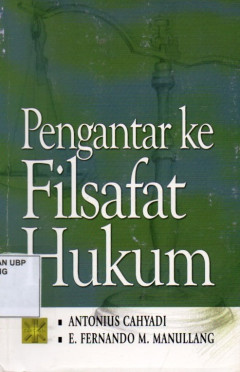 Pengantar ke
Filsafat
Hukum
AN UBP
NG
▪ ANTONIUS CAHYADI
▪ E. FERNANDO M. MANULLANG